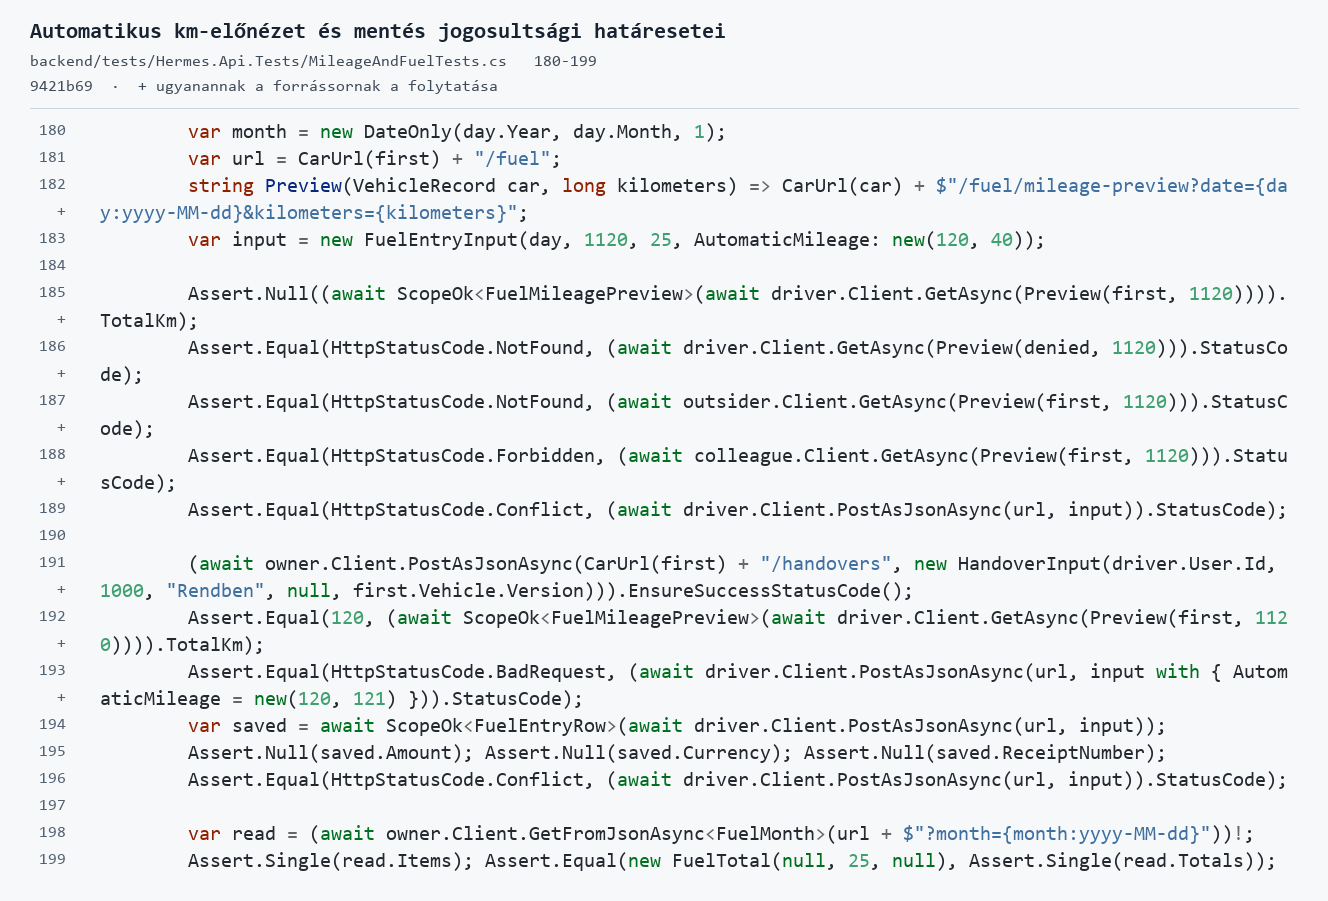 Automatikus km-előnézet és mentés jogosultsági határesetei
backend/tests/Hermes.Api.Tests/MileageAndFuelTests.cs   180-199
9421b69  ·  + ugyanannak a forrássornak a folytatása
180         var month = new DateOnly(day.Year, day.Month, 1);
181         var url = CarUrl(first) + "/fuel";
182         string Preview(VehicleRecord car, long kilometers) => CarUrl(car) + $"/fuel/mileage-preview?date={da
+ y:yyyy-MM-dd}&kilometers={kilometers}";
183         var input = new FuelEntryInput(day, 1120, 25, AutomaticMileage: new(120, 40));
184
185         Assert.Null((await ScopeOk<FuelMileagePreview>(await driver.Client.GetAsync(Preview(first, 1120)))).
+ TotalKm);
186         Assert.Equal(HttpStatusCode.NotFound, (await driver.Client.GetAsync(Preview(denied, 1120))).StatusCo
+ de);
187         Assert.Equal(HttpStatusCode.NotFound, (await outsider.Client.GetAsync(Preview(first, 1120))).StatusC
+ ode);
188         Assert.Equal(HttpStatusCode.Forbidden, (await colleague.Client.GetAsync(Preview(first, 1120))).Statu
+ sCode);
189         Assert.Equal(HttpStatusCode.Conflict, (await driver.Client.PostAsJsonAsync(url, input)).StatusCode);
190
191         (await owner.Client.PostAsJsonAsync(CarUrl(first) + "/handovers", new HandoverInput(driver.User.Id,
+ 1000, "Rendben", null, first.Vehicle.Version))).EnsureSuccessStatusCode();
192         Assert.Equal(120, (await ScopeOk<FuelMileagePreview>(await driver.Client.GetAsync(Preview(first, 112
+ 0)))).TotalKm);
193         Assert.Equal(HttpStatusCode.BadRequest, (await driver.Client.PostAsJsonAsync(url, input with { Autom
+ aticMileage = new(120, 121) })).StatusCode);
194         var saved = await ScopeOk<FuelEntryRow>(await driver.Client.PostAsJsonAsync(url, input));
195         Assert.Null(saved.Amount); Assert.Null(saved.Currency); Assert.Null(saved.ReceiptNumber);
196         Assert.Equal(HttpStatusCode.Conflict, (await driver.Client.PostAsJsonAsync(url, input)).StatusCode);
197
198         var read = (await owner.Client.GetFromJsonAsync<FuelMonth>(url + $"?month={month:yyyy-MM-dd}"))!;
199         Assert.Single(read.Items); Assert.Equal(new FuelTotal(null, 25, null), Assert.Single(read.Totals));